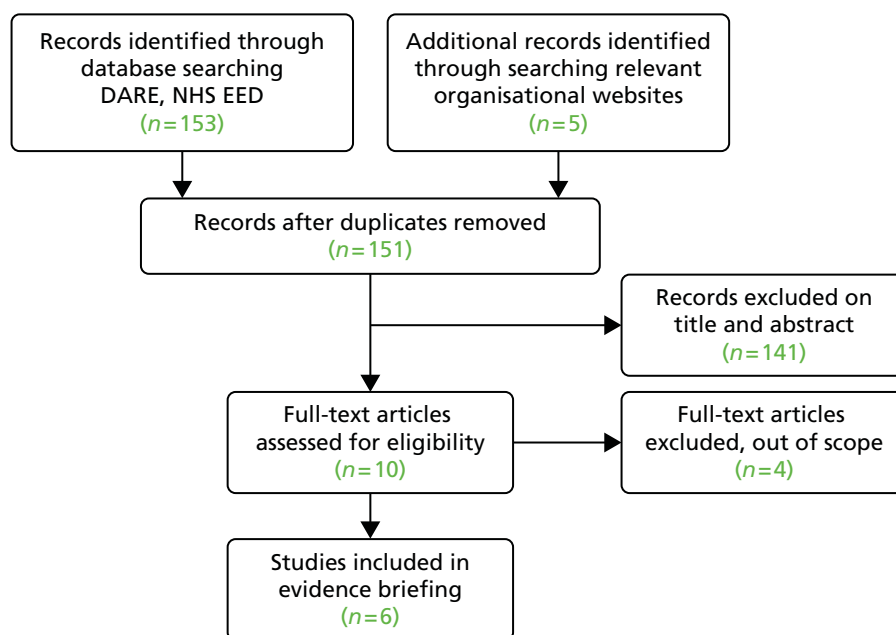 Records identified through
database searching
DARE, NHS EED
(n=153)
Additional records identified
through searching relevant
organisational websites
(n=5)
Records after duplicates removed
(n=151)
Records excluded on
title and abstract
(n=141)
Full-text articles
assessed for eligibility
(n=10)
Full-text articles
excluded, out of scope
(n=4)
Studies included in
evidence briefing
(n=6)